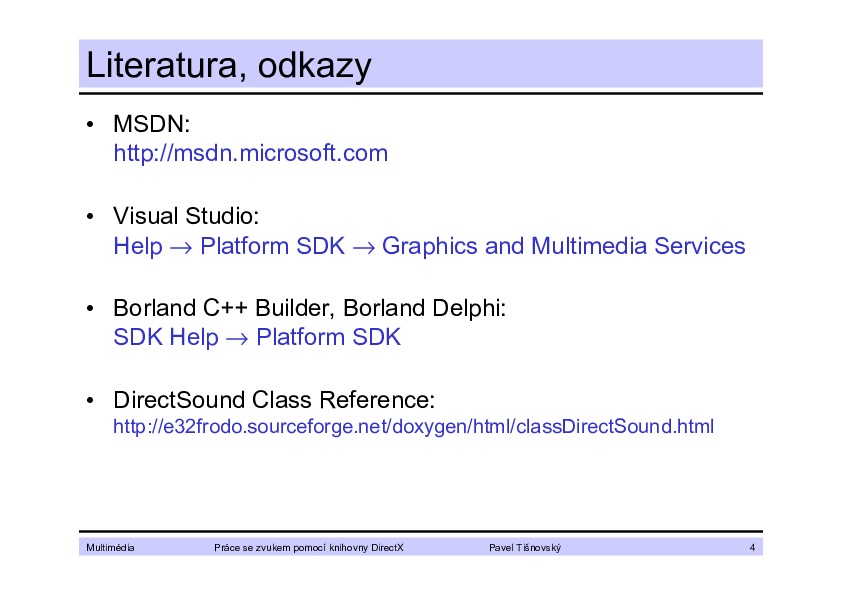 Literatura, odkazy
• MSDN:
http://msdn.microsoft.com
• Visual Studio:
Help → Platform SDK → Graphics and Multimedia Services
• Borland C++ Builder, Borland Delphi:
SDK Help → Platform SDK
• DirectSound Class Reference:
http://e32frodo.sourceforge.net/doxygen/html/classDirectSound.html
Multimédia Práce se zvukem pomocí knihovny DirectX Pavel Tišnovský 4